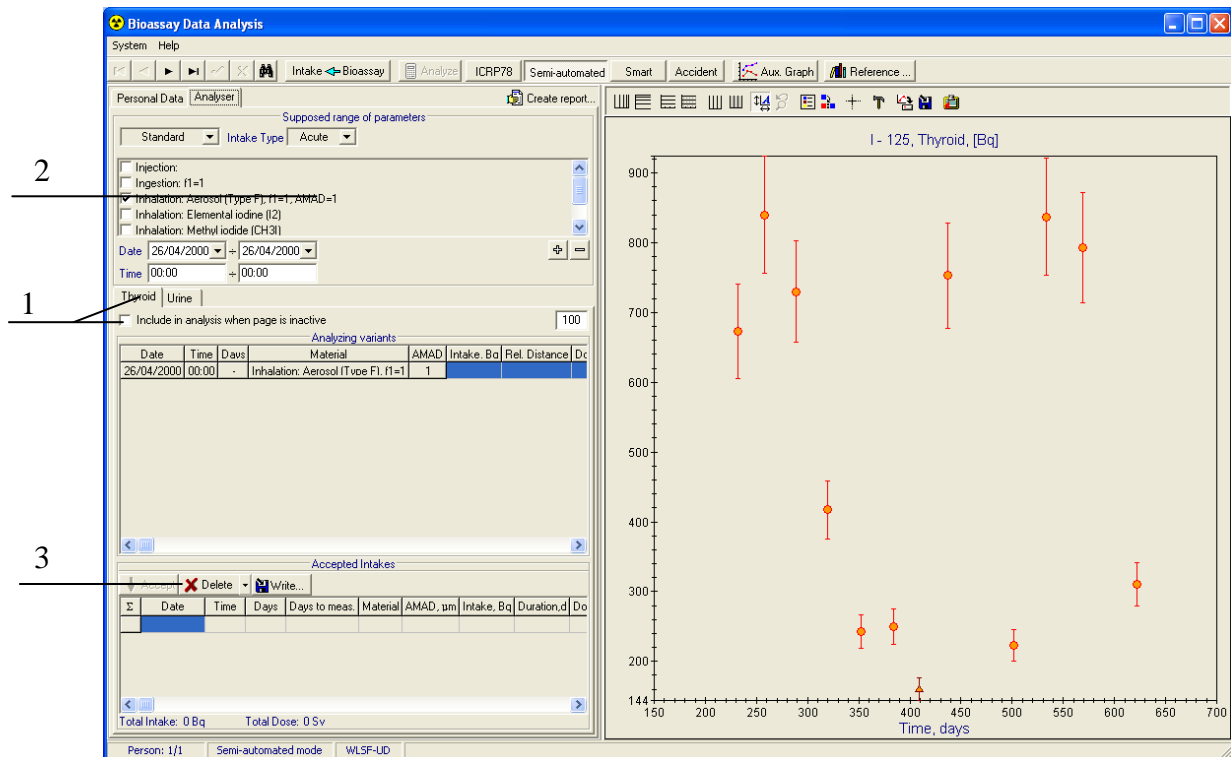 Bioassay Data Analysis
System Help
Intake Bioassay Analyze ICRP78 Semi-automated Smart Accident Aux. Graph Reference ...
Personal Data Analyser Create report...
Supposed range of parameters
Standard Intake Type Acute
2
Injection:
Ingestion: f1=1
Inhalation: Aerosol (Type F), f1=1, AMAD=1
Inhalation: Elemental iodine (I2)
Inhalation: Methyl iodide (CH3I)
Date 26/04/2000 ÷ 26/04/2000
Time 00:00 ÷ 00:00
Thyroid Urine
1
Include in analysis when page is inactive 100
Analyzing variants
Date Time Days Material AMAD Intake, Bq Rel. Distance Do
26/04/2000 00:00 - Inhalation: Aerosol (Type F), f1=1 1
3
Accepted Intakes
Accept Delete Write...
Σ Date Time Days Days to meas. Material AMAD, µm Intake, Bq Duration,d Do
Total Intake: 0 Bq Total Dose: 0 Sv
Person: 1/1 Semi-automated mode WLSF-UD
I - 125, Thyroid, [Bq]
900
800
700
600
500
400
300
200
144
150 200 250 300 350 400 450 500 550 600 650 700
Time, days